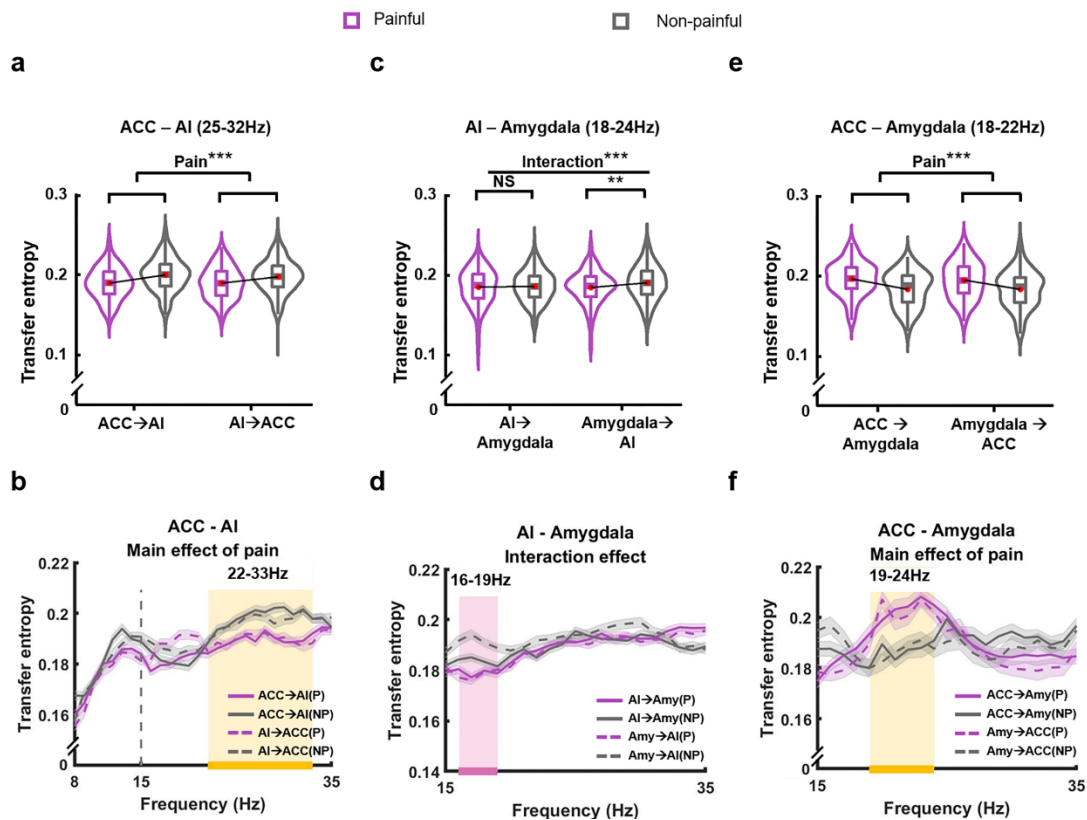 Painful
Non-painful
a
ACC – AI (25-32Hz)
Pain***
Transfer entropy
0.3
0.2
0.1
0
ACC→AI
AI→ACC
c
AI – Amygdala (18-24Hz)
Interaction***
NS
**
Transfer entropy
0.3
0.2
0.1
0
AI→
Amygdala
Amygdala→
AI
e
ACC – Amygdala (18-22Hz)
Pain***
Transfer entropy
0.3
0.2
0.1
0
ACC →
Amygdala
Amygdala →
ACC
b
ACC - AI
Main effect of pain
22-33Hz
Transfer entropy
0.22
0.2
0.18
0.16
0
8
15
35
ACC→AI(P)
ACC→AI(NP)
AI→ACC(P)
AI→ACC(NP)
Frequency (Hz)
d
AI - Amygdala
Interaction effect
16-19Hz
Transfer entropy
0.22
0.2
0.18
0.16
0.14
15
35
AI→Amy(P)
AI→Amy(NP)
Amy→AI(P)
Amy→AI(NP)
Frequency (Hz)
f
ACC - Amygdala
Main effect of pain
19-24Hz
Transfer entropy
0.22
0.2
0.18
0.16
0
15
35
ACC→Amy(P)
ACC→Amy(NP)
Amy→ACC(P)
Amy→ACC(NP)
Frequency (Hz)